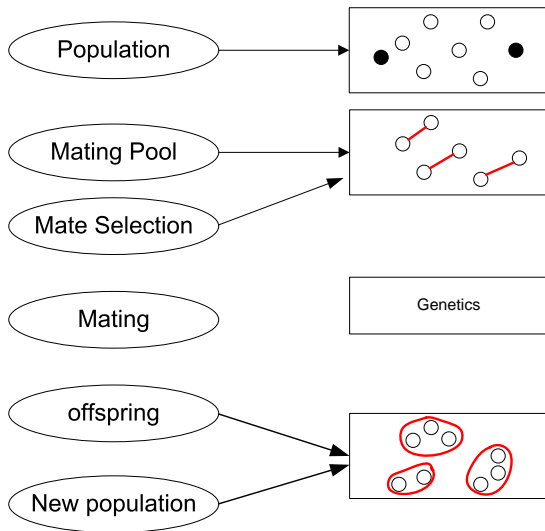 Population
Mating Pool
Mate Selection
Mating
Genetics
offspring
New population